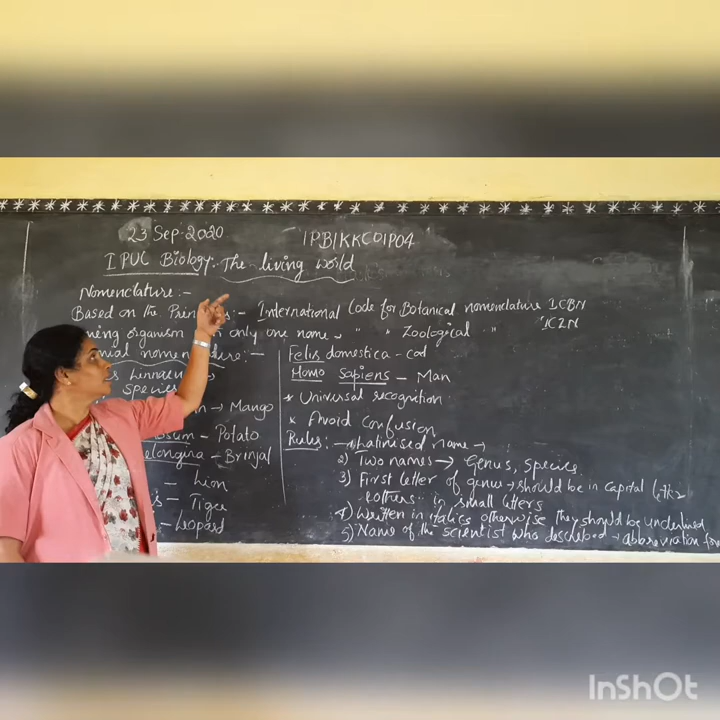 23 Sep 2020
1PBIKKCD1P04
I PUC Biology: The living world
Nomenclature:-
Based on the Prin :- International Code for Botanical nomenclature ICBN
organism only one name, " " Zoological " ICZN
nomenclature:-
Felis domestica - cat
Homo Sapiens - Man
Species
* Universal recognition
→ Mango
* Avoid confusion
- Potato
Rules:- Latinised name →
- Brinjal
2) Two names → Genus, Species
- Lion
3) First letter of genus → should be in capital
others in small letters
- Tiger
4) Written in italics otherwise they should be underlined
- Leopard
5) Name of the scientist who described → abbreviation
InShOt